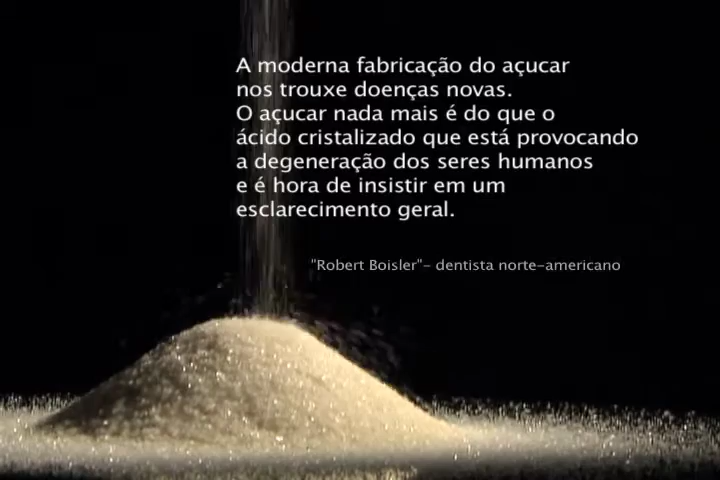 A moderna fabricação do açucar
nos trouxe doenças novas.
O açucar nada mais é do que o
ácido cristalizado que está provocando
a degeneração dos seres humanos
e é hora de insistir em um
esclarecimento geral.
"Robert Boisler"- dentista norte-americano